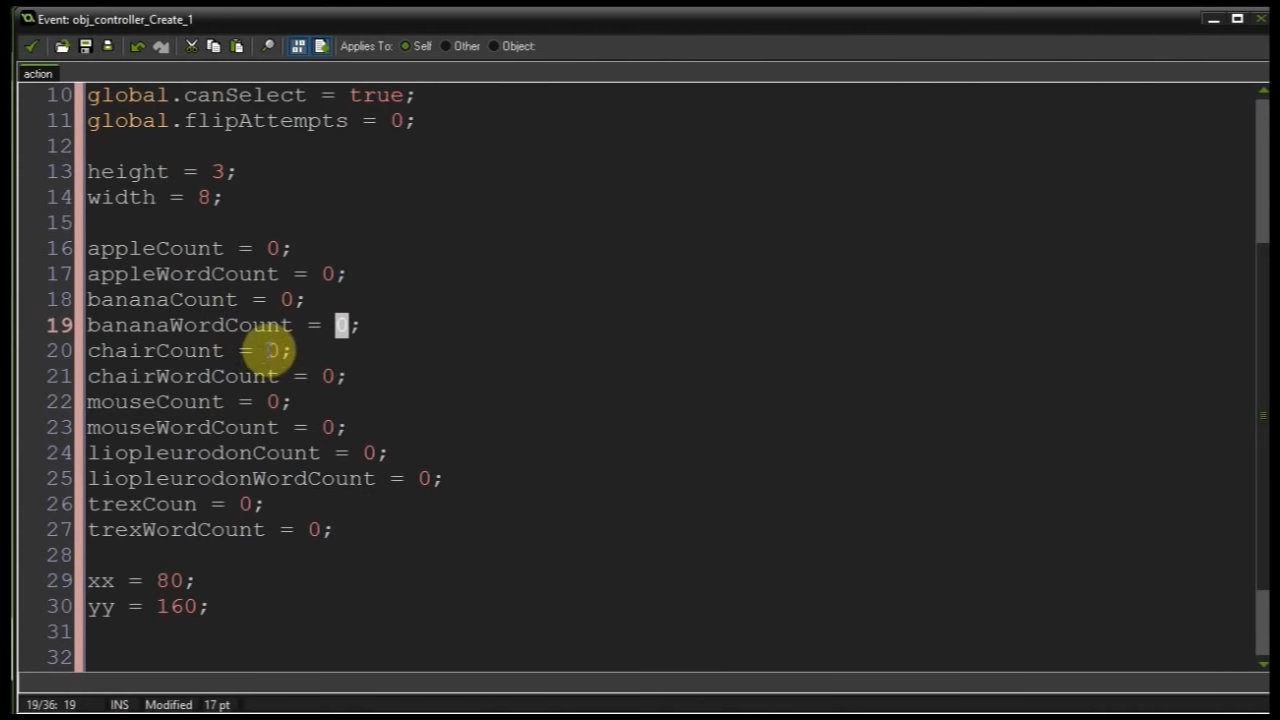 Event: obj_controller_Create_1
Applies To: Self Other Object:
action
10 global.canSelect = true;
11 global.flipAttempts = 0;
12
13 height = 3;
14 width = 8;
15
16 appleCount = 0;
17 appleWordCount = 0;
18 bananaCount = 0;
19 bananaWordCount = 0;
20 chairCount = 0;
21 chairWordCount = 0;
22 mouseCount = 0;
23 mouseWordCount = 0;
24 liopleurodonCount = 0;
25 liopleurodonWordCount = 0;
26 trexCoun = 0;
27 trexWordCount = 0;
28
29 xx = 80;
30 yy = 160;
31
32
19/36: 19 INS Modified 17 pt